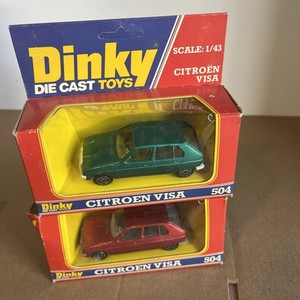 Dinky
DIE CAST TOYS
SCALE: 1/43
CITROËN
VISA
Dinky
CITROEN VISA
504
Dinky
CITROEN VISA
504